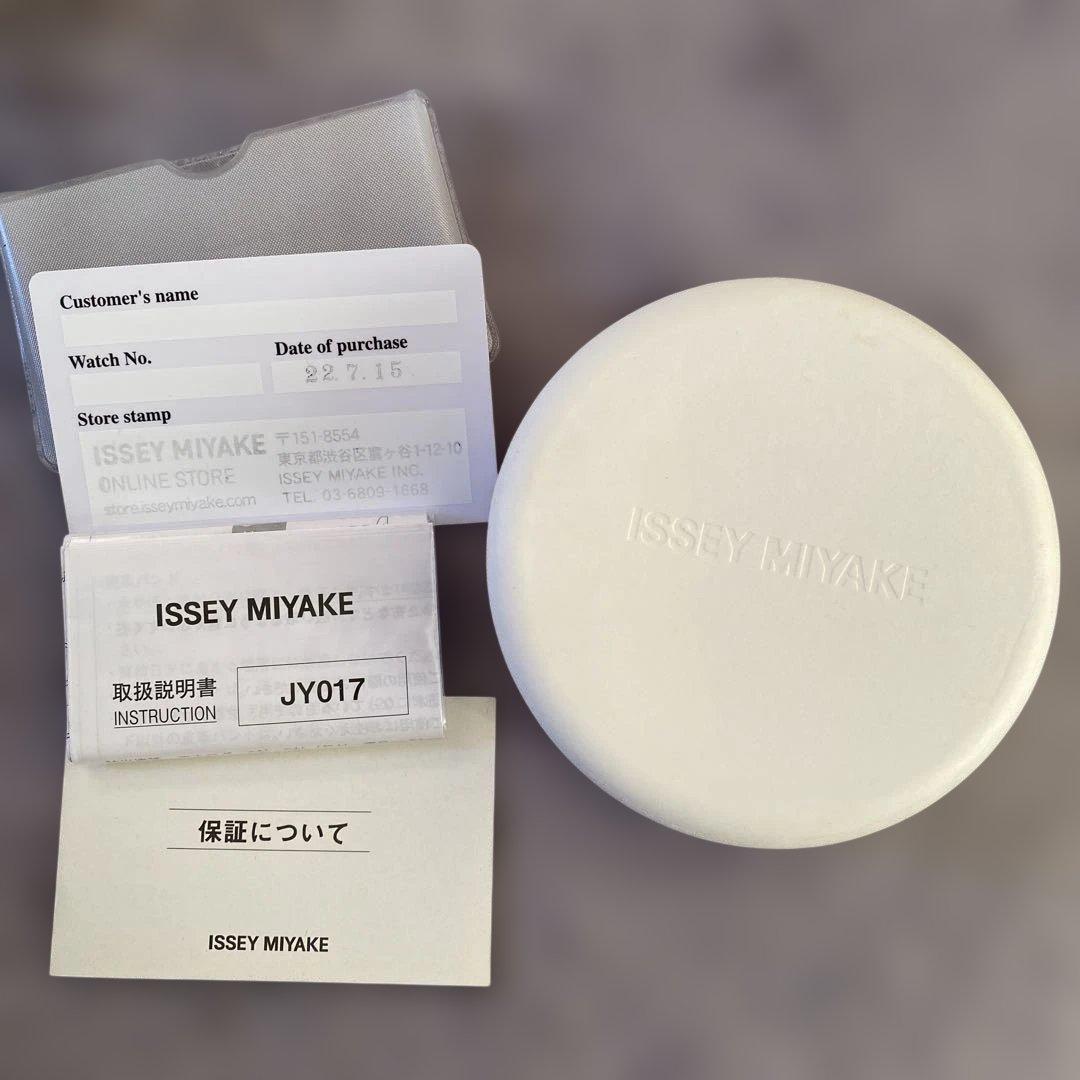 Customer's name
Watch No.
Date of purchase
22.7.15
Store stamp
ISSEY MIYAKE
ONLINE STORE
store.isseymiyake.com
〒151-8554
東京都渋谷区鶯ヶ谷1-12-10
ISSEY MIYAKE INC.
TEL. 03-6809-1668
ISSEY MIYAKE
取扱説明書
INSTRUCTION
JY017
保証について
ISSEY MIYAKE
ISSEY MIYAKE